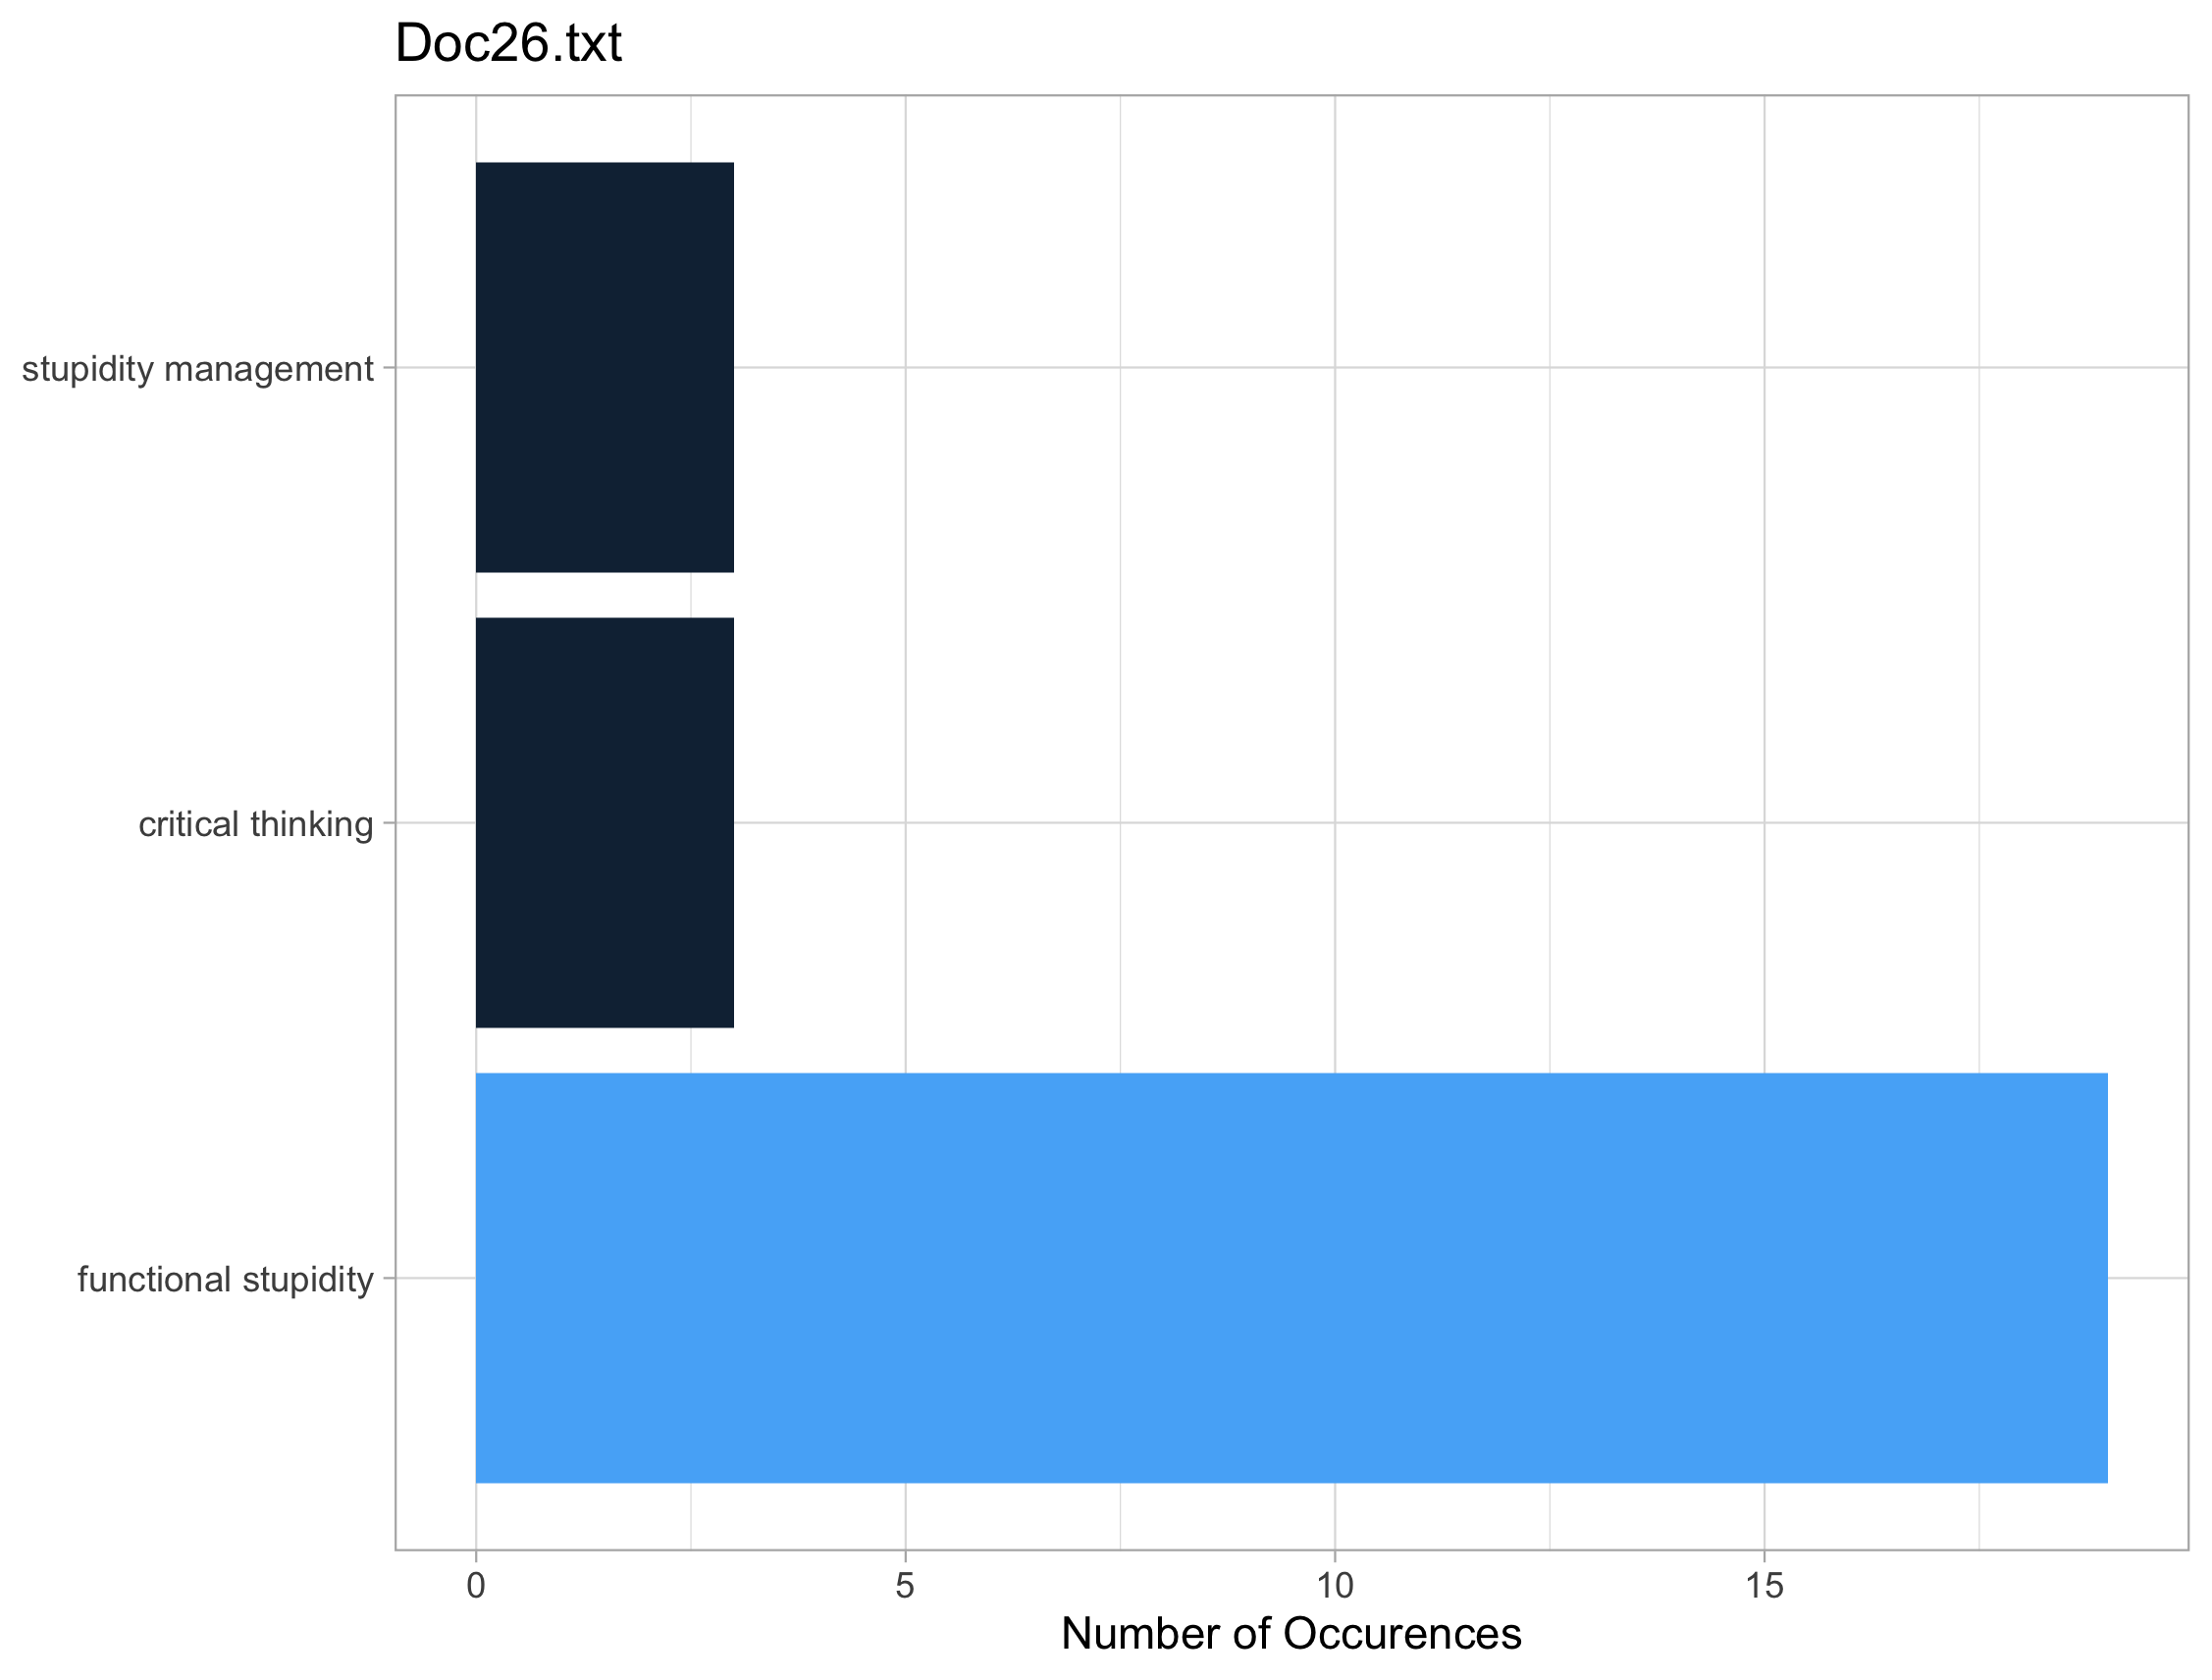 Doc26.txt
stupidity management
critical thinking
functional stupidity
0 5 10 15
Number of Occurences